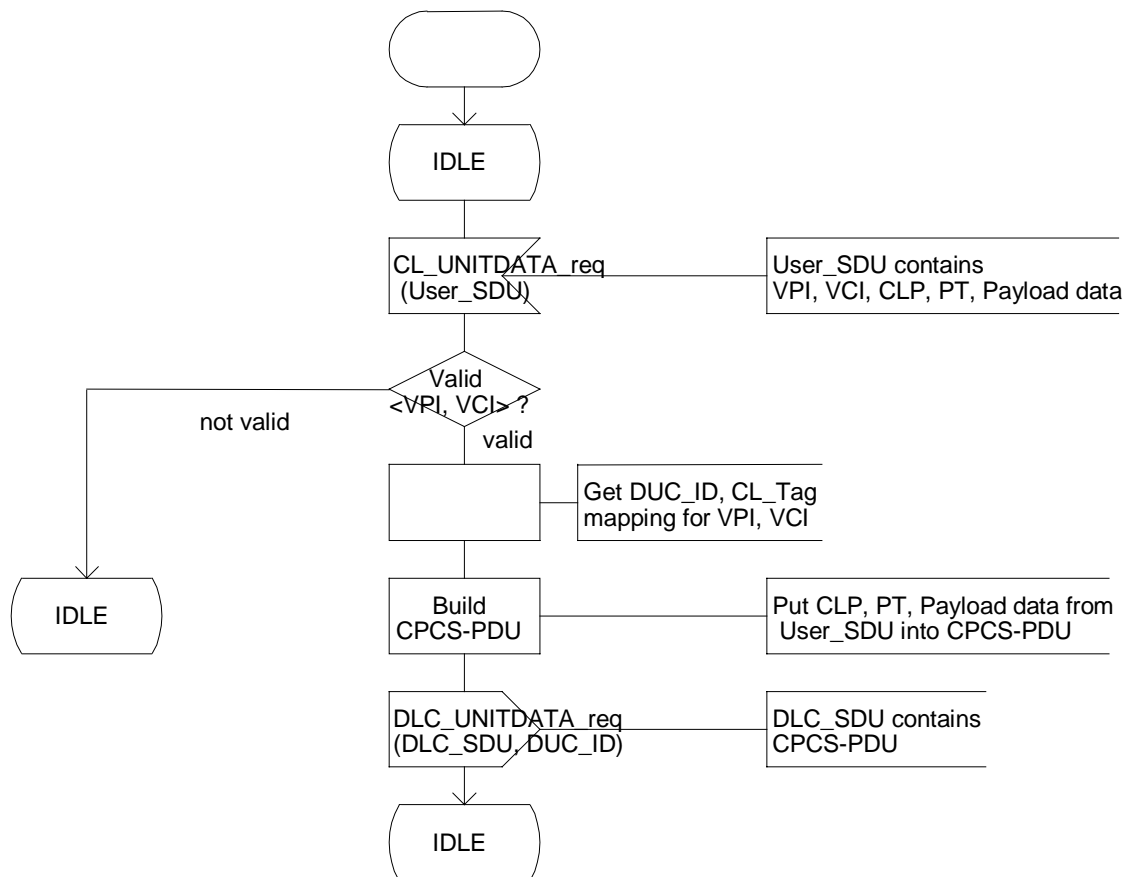 IDLE
CL_UNITDATA_req
(User_SDU)
User_SDU contains
VPI, VCI, CLP, PT, Payload data
Valid
<VPI, VCI> ?
not valid
valid
Get DUC_ID, CL_Tag
mapping for VPI, VCI
IDLE
Build
CPCS-PDU
Put CLP, PT, Payload data from
User_SDU into CPCS-PDU
DLC_UNITDATA_req
(DLC_SDU, DUC_ID)
DLC_SDU contains
CPCS-PDU
IDLE